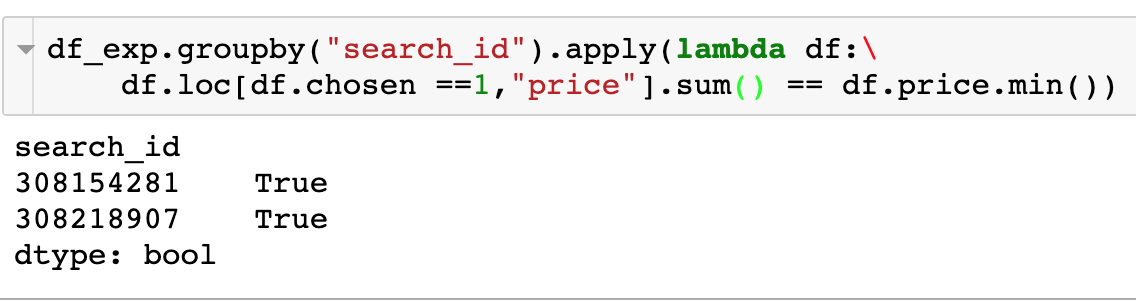 df_exp.groupby("search_id").apply(lambda df:\
df.loc[df.chosen ==1,"price"].sum() == df.price.min())
search_id
308154281    True
308218907    True
dtype: bool